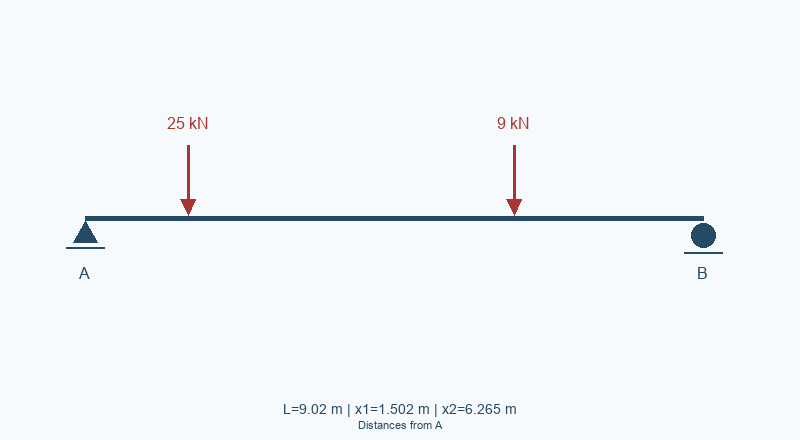 25 kN 9 kN
A B
L=9.02 m | x1=1.502 m | x2=6.265 m
Distances from A